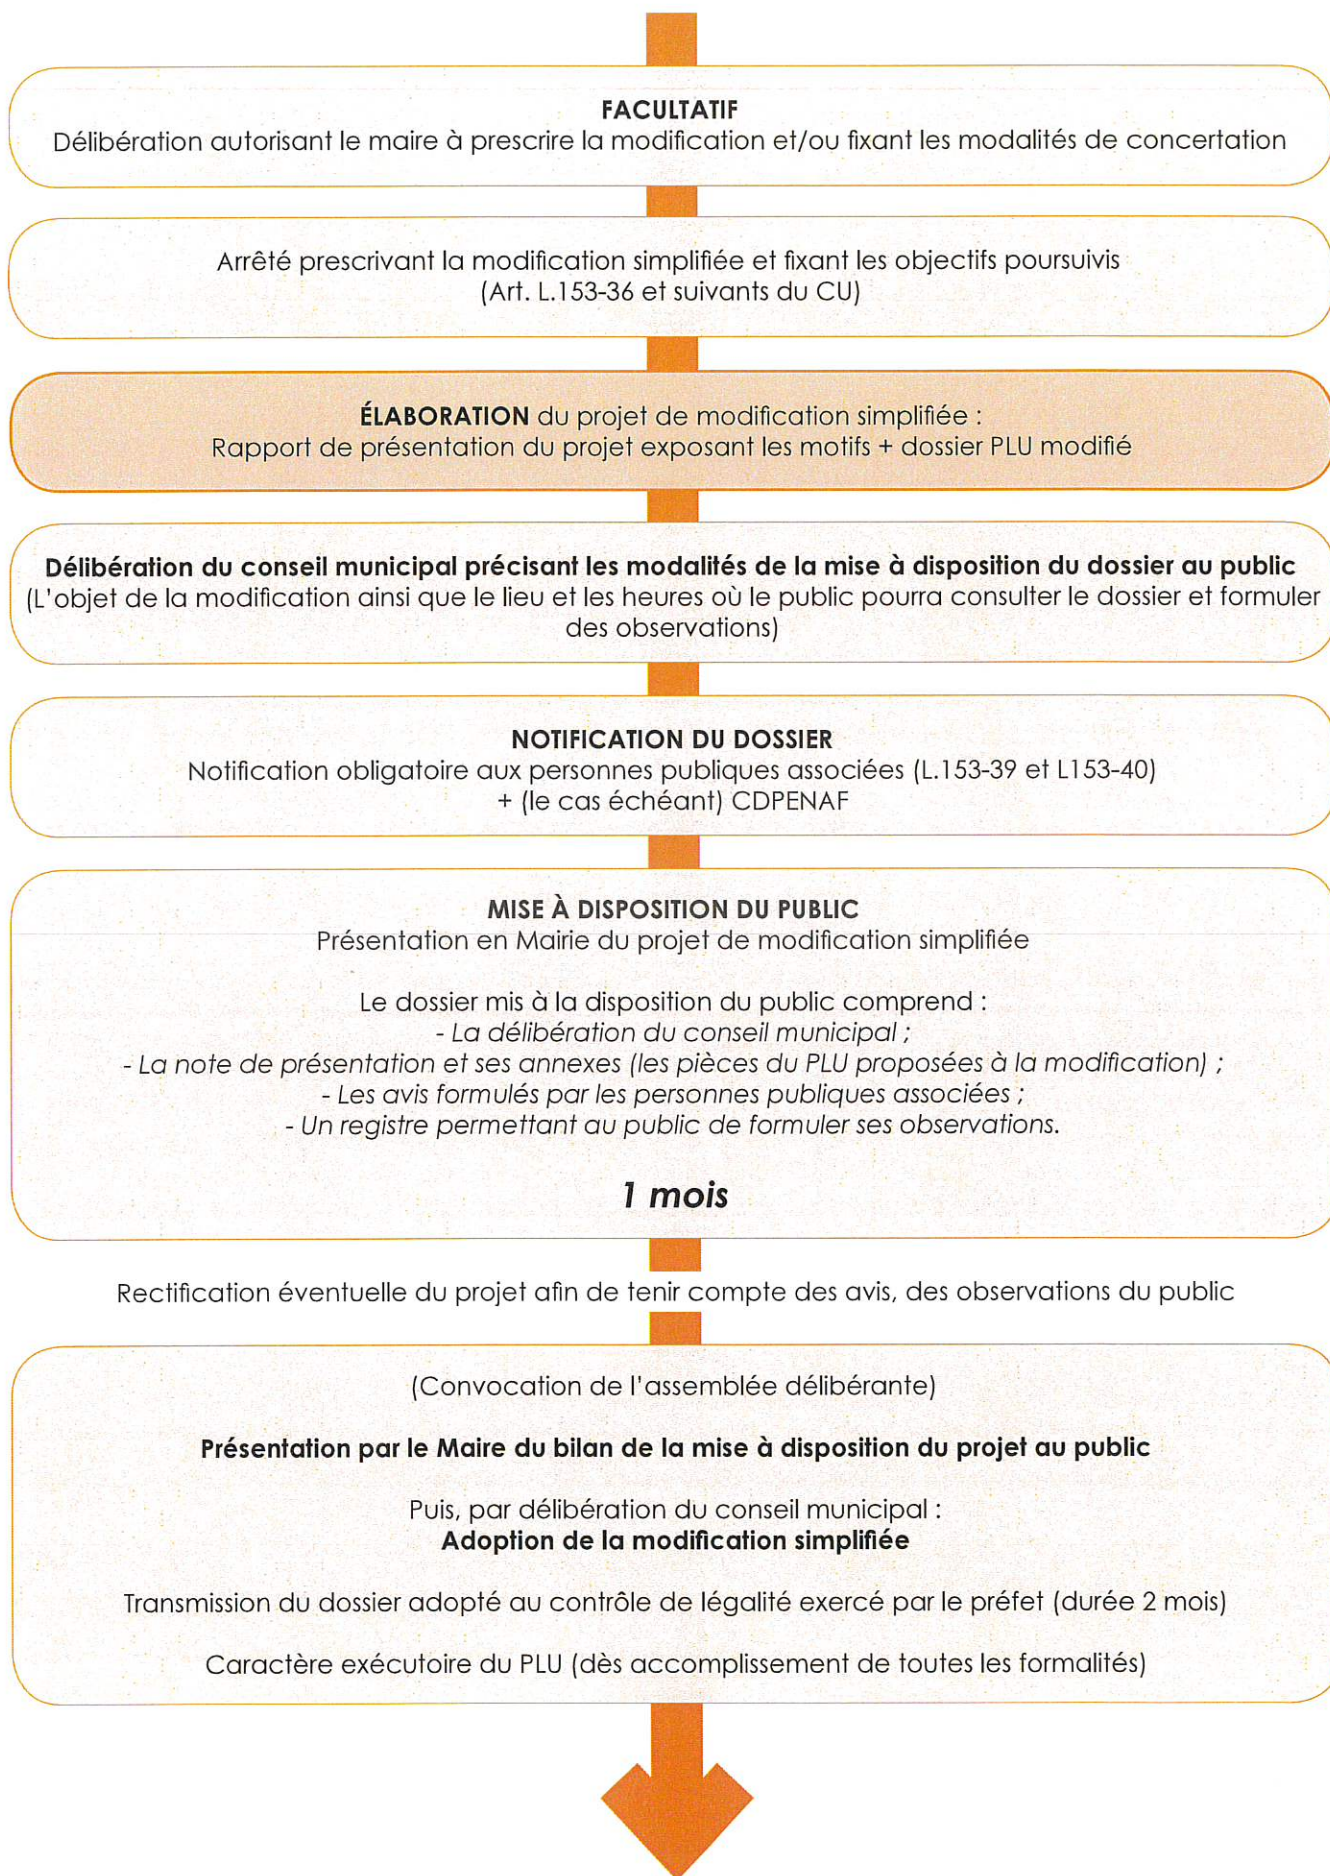 FACULTATIF
Délibération autorisant le maire à prescrire la modification et/ou fixant les modalités de concertation
Arrêté prescrivant la modification simplifiée et fixant les objectifs poursuivis
(Art. L.153-36 et suivants du CU)
ÉLABORATION du projet de modification simplifiée :
Rapport de présentation du projet exposant les motifs + dossier PLU modifié
Délibération du conseil municipal précisant les modalités de la mise à disposition du dossier au public
(L'objet de la modification ainsi que le lieu et les heures où le public pourra consulter le dossier et formuler
des observations)
NOTIFICATION DU DOSSIER
Notification obligatoire aux personnes publiques associées (L.153-39 et L153-40)
+ (le cas échéant) CDPENAF
MISE À DISPOSITION DU PUBLIC
Présentation en Mairie du projet de modification simplifiée
Le dossier mis à la disposition du public comprend :
- La délibération du conseil municipal ;
- La note de présentation et ses annexes (les pièces du PLU proposées à la modification) ;
- Les avis formulés par les personnes publiques associées ;
- Un registre permettant au public de formuler ses observations.
1 mois
Rectification éventuelle du projet afin de tenir compte des avis, des observations du public
(Convocation de l'assemblée délibérante)
Présentation par le Maire du bilan de la mise à disposition du projet au public
Puis, par délibération du conseil municipal :
Adoption de la modification simplifiée
Transmission du dossier adopté au contrôle de légalité exercé par le préfet (durée 2 mois)
Caractère exécutoire du PLU (dès accomplissement de toutes les formalités)